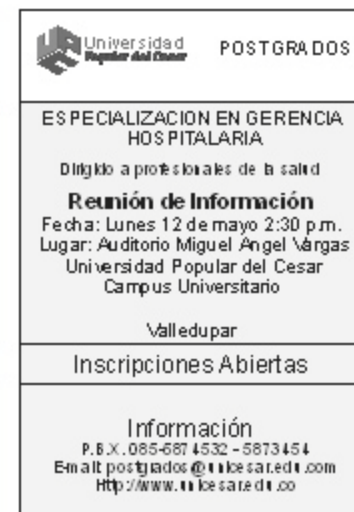 Universidad
Popular del Cesar
POSTGRADOS
ESPECIALIZACION EN GERENCIA
HOSPITALARIA
Dirigido a profesionales de la salud
Reunión de Información
Fecha: Lunes 12 de mayo 2:30 p.m.
Lugar: Auditorio Miguel Angel Vargas
Universidad Popular del Cesar
Campus Universitario
Valledupar
Inscripciones Abiertas
Información
P.B.X. 085-5874532 - 5873454
E-mail: postgrados@unicesar.edu.com
Http://www.unicesar.edu.co